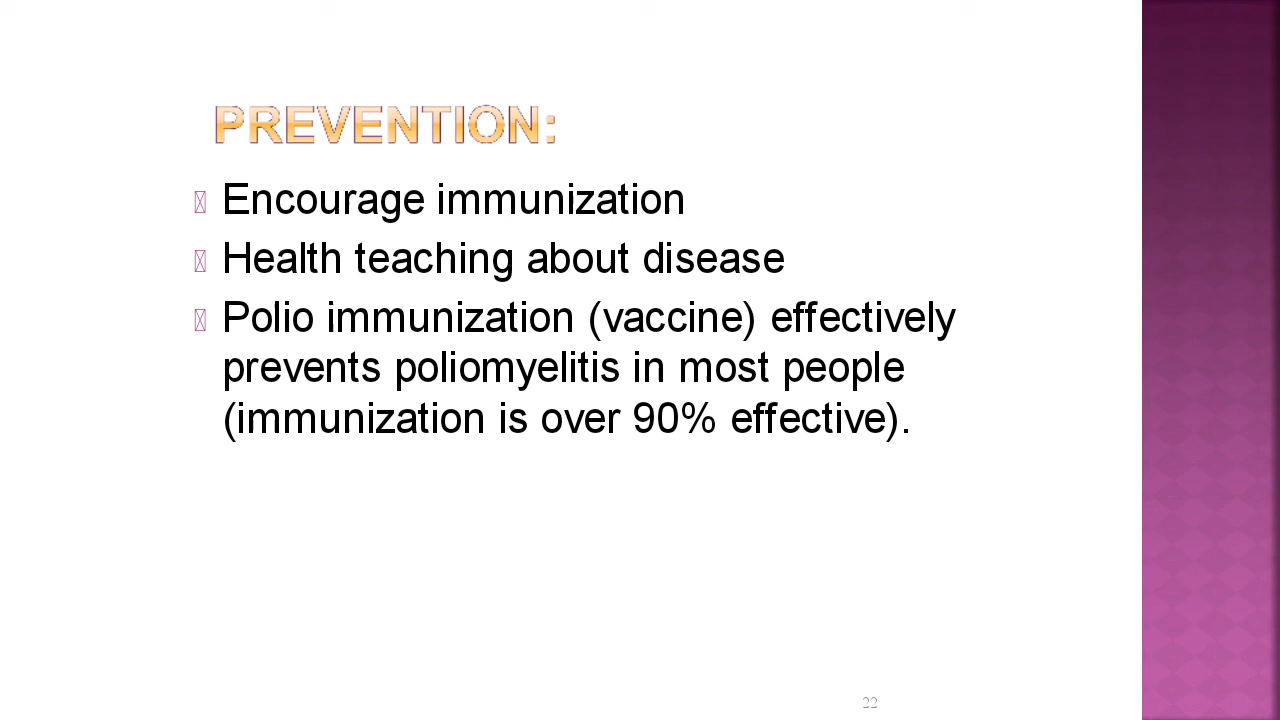 PREVENTION:
Encourage immunization
Health teaching about disease
Polio immunization (vaccine) effectively
prevents poliomyelitis in most people
(immunization is over 90% effective).
22